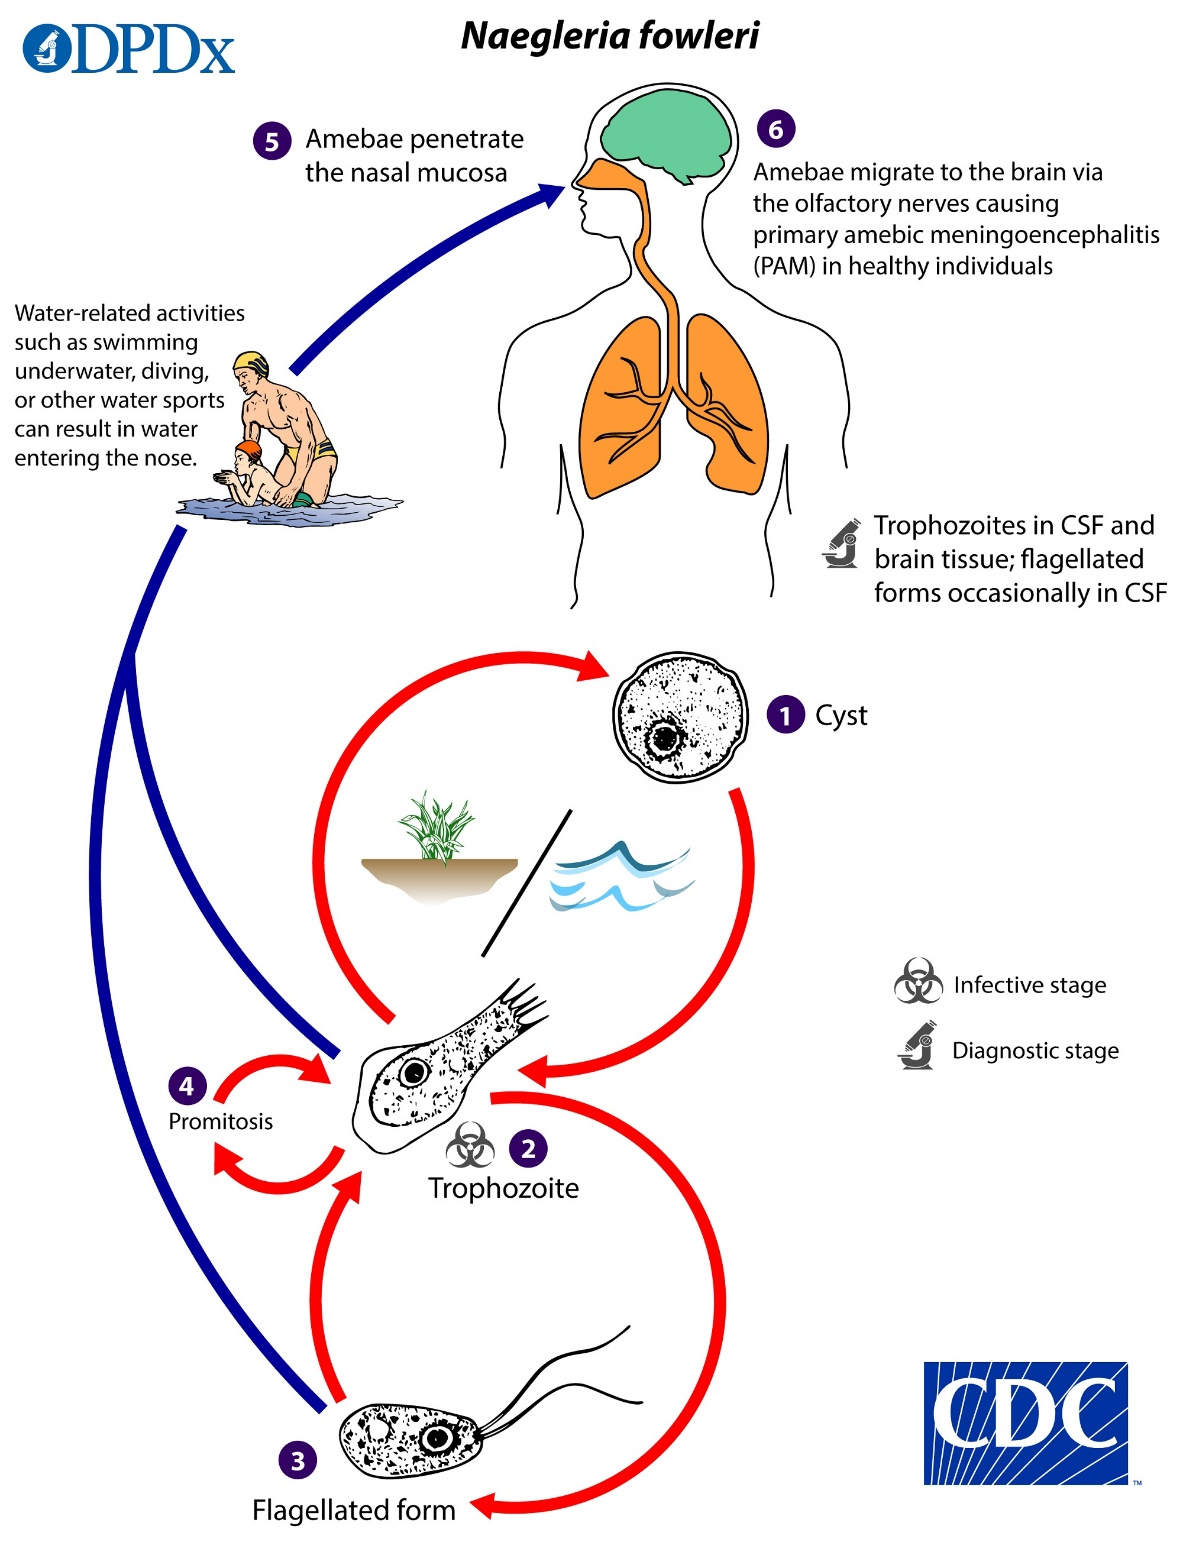 DPDx
Naegleria fowleri
5 Amebae penetrate
the nasal mucosa
6
Amebae migrate to the brain via
the olfactory nerves causing
primary amebic meningoencephalitis
(PAM) in healthy individuals
Water-related activities
such as swimming
underwater, diving,
or other water sports
can result in water
entering the nose.
Trophozoites in CSF and
brain tissue; flagellated
forms occasionally in CSF
1 Cyst
Infective stage
Diagnostic stage
4
Promitosis
2
Trophozoite
3
Flagellated form
CDC
TM